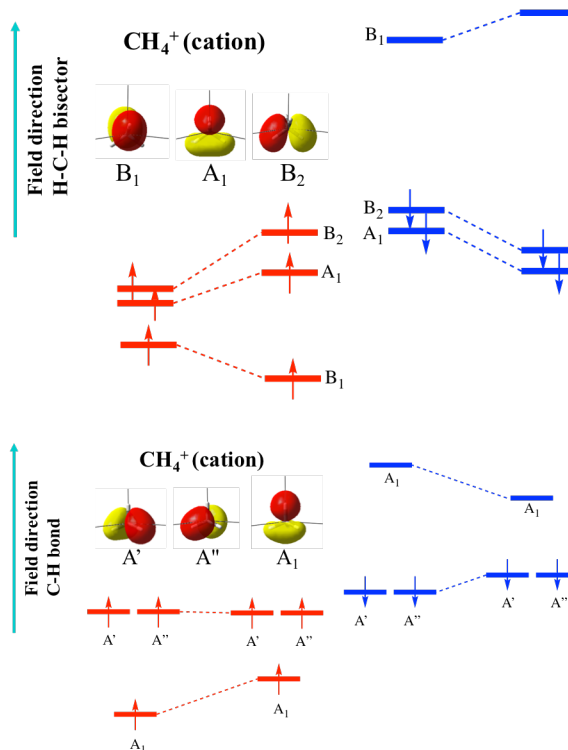 CH₄⁺ (cation)
Field direction
H-C-H bisector
B₁
A₁
B₂
B₁
B₂
A₁
B₁
B₂
A₁
CH₄⁺ (cation)
Field direction
C-H bond
A'
A"
A₁
A'
A"
A'
A"
A₁
A₁
A₁
A₁
A'
A"
A'
A"